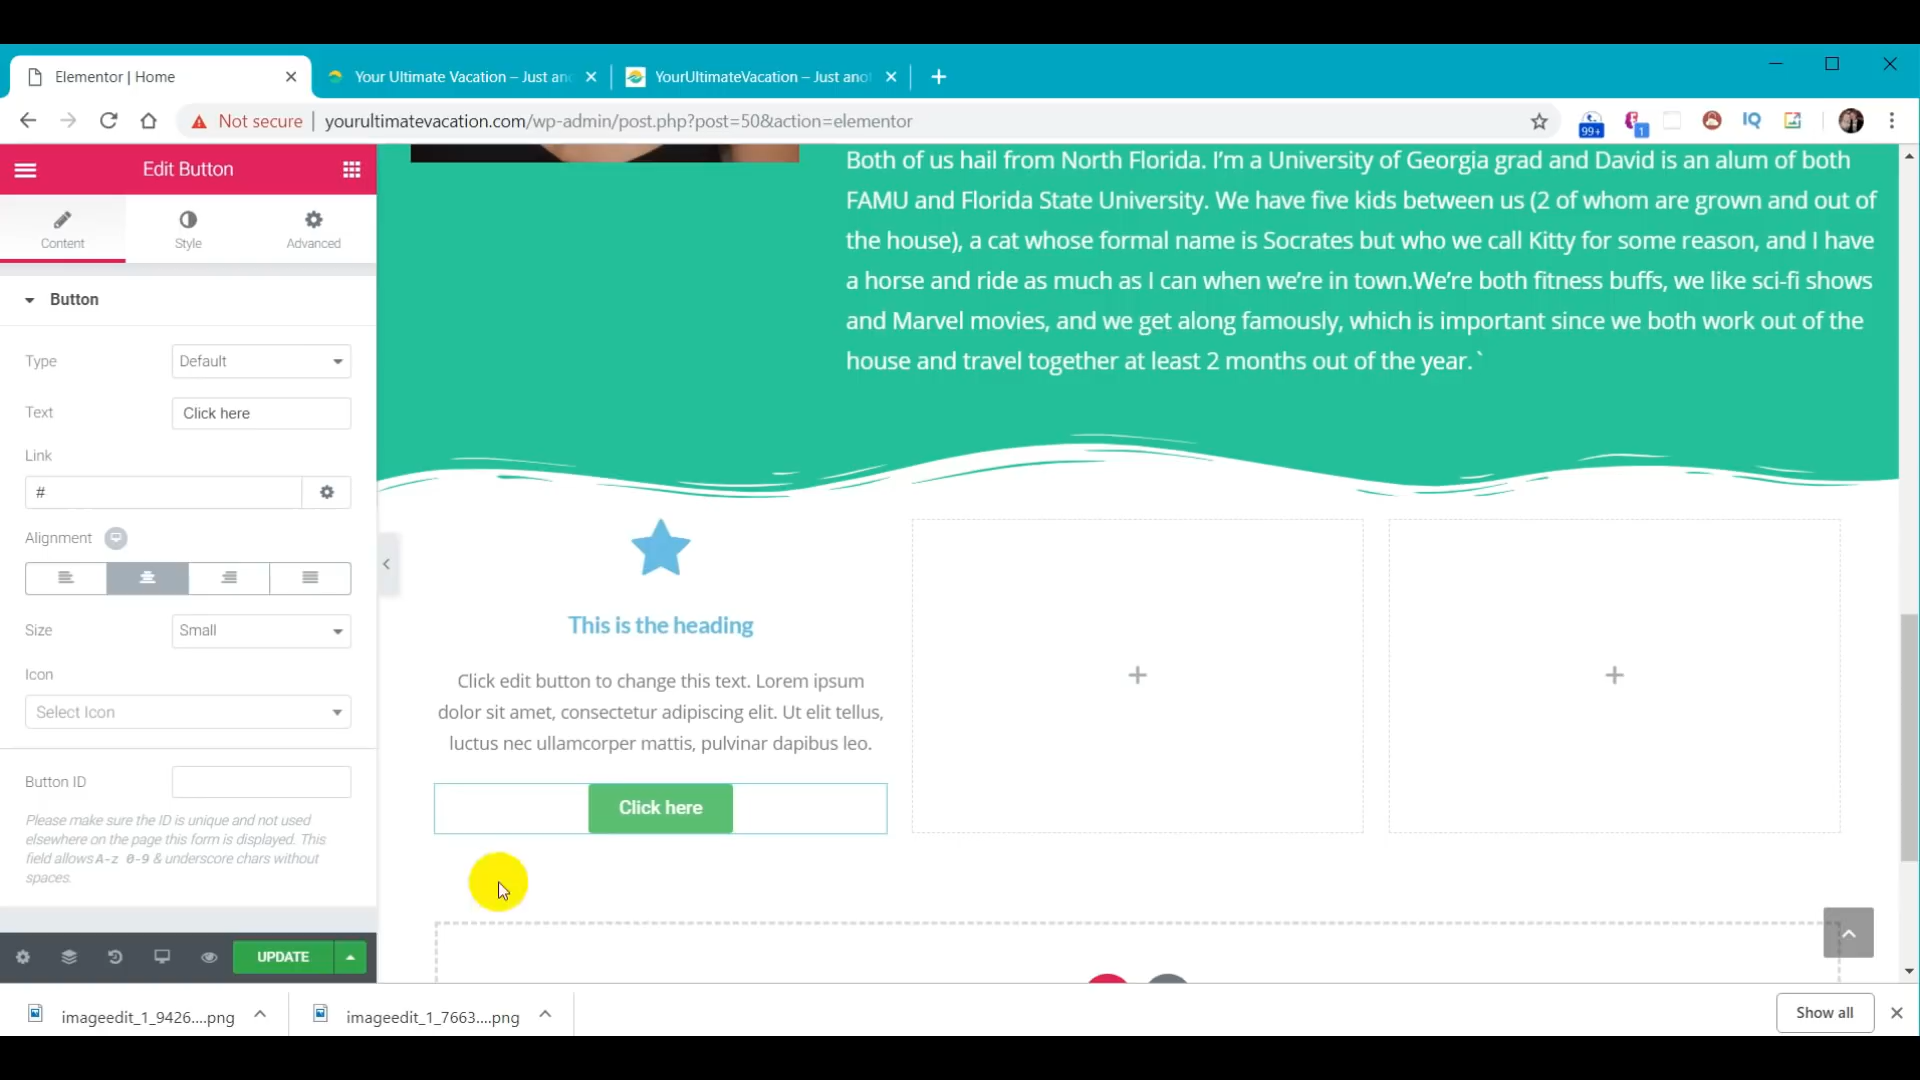 Elementor | Home
Your Ultimate Vacation – Just an
YourUltimateVacation – Just anot
Not secure
yourultimatevacation.com/wp-admin/post.php?post=50&action=elementor
99+
1
IQ
Edit Button
Content
Style
Advanced
Button
Type
Default
Text
Click here
Link
#
Alignment
Size
Small
Icon
Select Icon
Button ID
Please make sure the ID is unique and not used
elsewhere on the page this form is displayed. This
field allows A-z 0-9 & underscore chars without
spaces.
UPDATE
Both of us hail from North Florida. I’m a University of Georgia grad and David is an alum of both
FAMU and Florida State University. We have five kids between us (2 of whom are grown and out of
the house), a cat whose formal name is Socrates but who we call Kitty for some reason, and I have
a horse and ride as much as I can when we’re in town.We’re both fitness buffs, we like sci-fi shows
and Marvel movies, and we get along famously, which is important since we both work out of the
house and travel together at least 2 months out of the year. `
This is the heading
Click edit button to change this text. Lorem ipsum
dolor sit amet, consectetur adipiscing elit. Ut elit tellus,
luctus nec ullamcorper mattis, pulvinar dapibus leo.
Click here
imageedit_1_9426....png
imageedit_1_7663....png
Show all